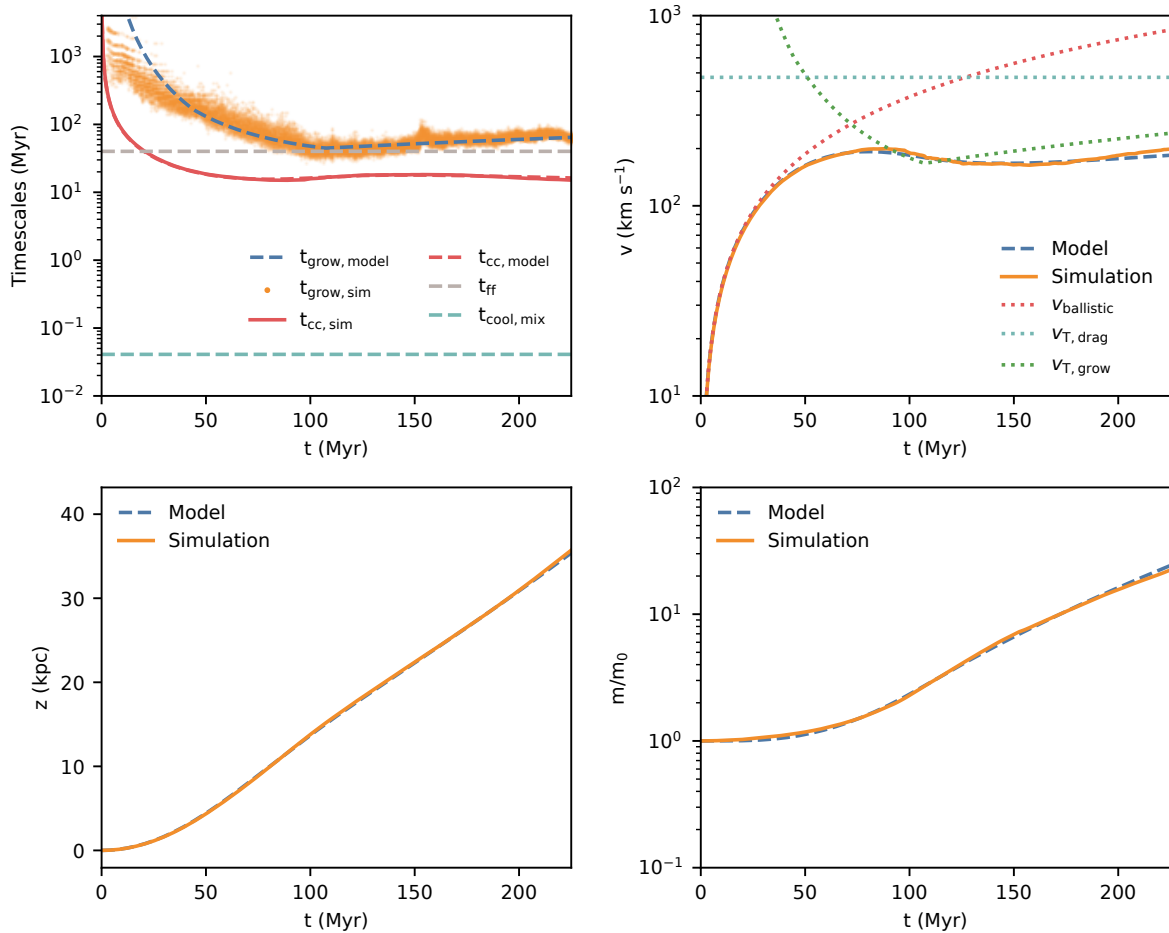 10³
10²
10¹
10⁰
10⁻¹
10⁻²
Timescales (Myr)
t_grow, model
t_grow, sim
t_cc, sim
t_cc, model
t_ff
t_cool, mix
0 50 100 150 200
t (Myr)
10³
10²
10¹
v (km s⁻¹)
Model
Simulation
v_ballistic
v_T, drag
v_T, grow
0 50 100 150 200
t (Myr)
40
30
20
10
0
z (kpc)
Model
Simulation
0 50 100 150 200
t (Myr)
10²
10¹
10⁰
10⁻¹
m/m₀
Model
Simulation
0 50 100 150 200
t (Myr)